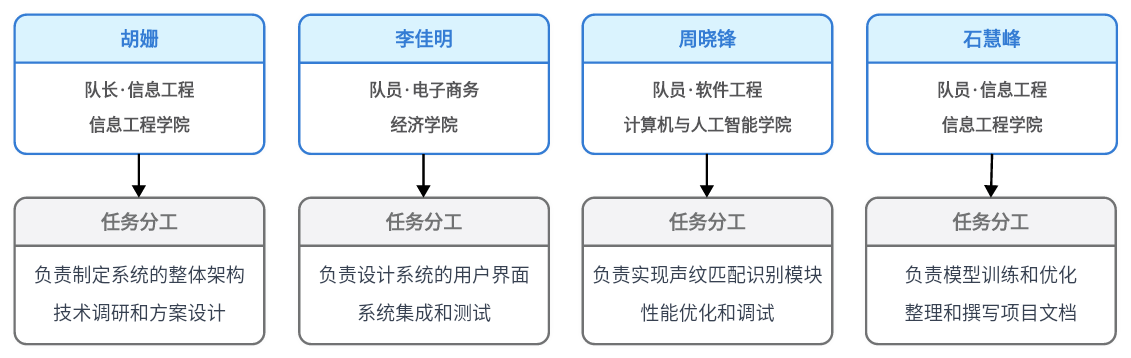 胡姗
队长·信息工程
信息工程学院
任务分工
负责制定系统的整体架构
技术调研和方案设计
李佳明
队员·电子商务
经济学院
任务分工
负责设计系统的用户界面
系统集成和测试
周晓锋
队员·软件工程
计算机与人工智能学院
任务分工
负责实现声纹匹配识别模块
性能优化和调试
石慧峰
队员·信息工程
信息工程学院
任务分工
负责模型训练和优化
整理和撰写项目文档